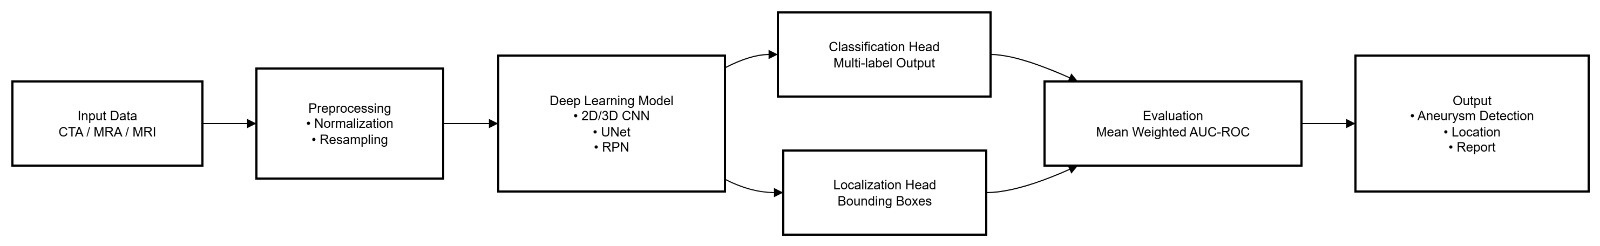 Input Data
CTA / MRA / MRI
Preprocessing
• Normalization
• Resampling
Deep Learning Model
• 2D/3D CNN
• UNet
• RPN
Classification Head
Multi-label Output
Localization Head
Bounding Boxes
Evaluation
Mean Weighted AUC-ROC
Output
• Aneurysm Detection
• Location
• Report